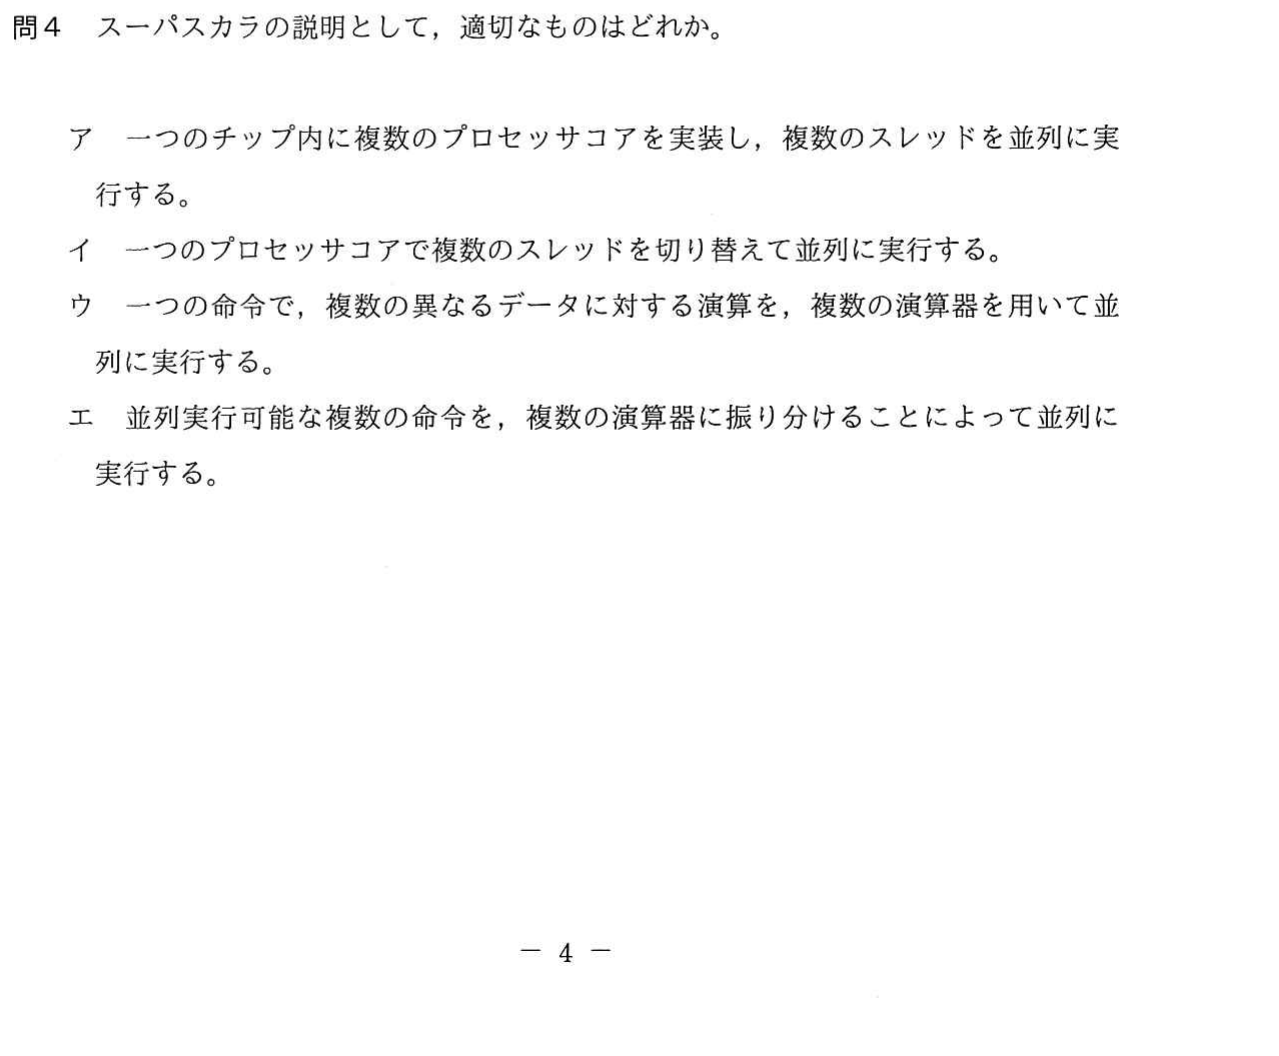 問4　スーパスカラの説明として，適切なものはどれか。
ア　一つのチップ内に複数のプロセッサコアを実装し，複数のスレッドを並列に実
行する。
イ　一つのプロセッサコアで複数のスレッドを切り替えて並列に実行する。
ウ　一つの命令で，複数の異なるデータに対する演算を，複数の演算器を用いて並
列に実行する。
エ　並列実行可能な複数の命令を，複数の演算器に振り分けることによって並列に
実行する。
－ 4 －